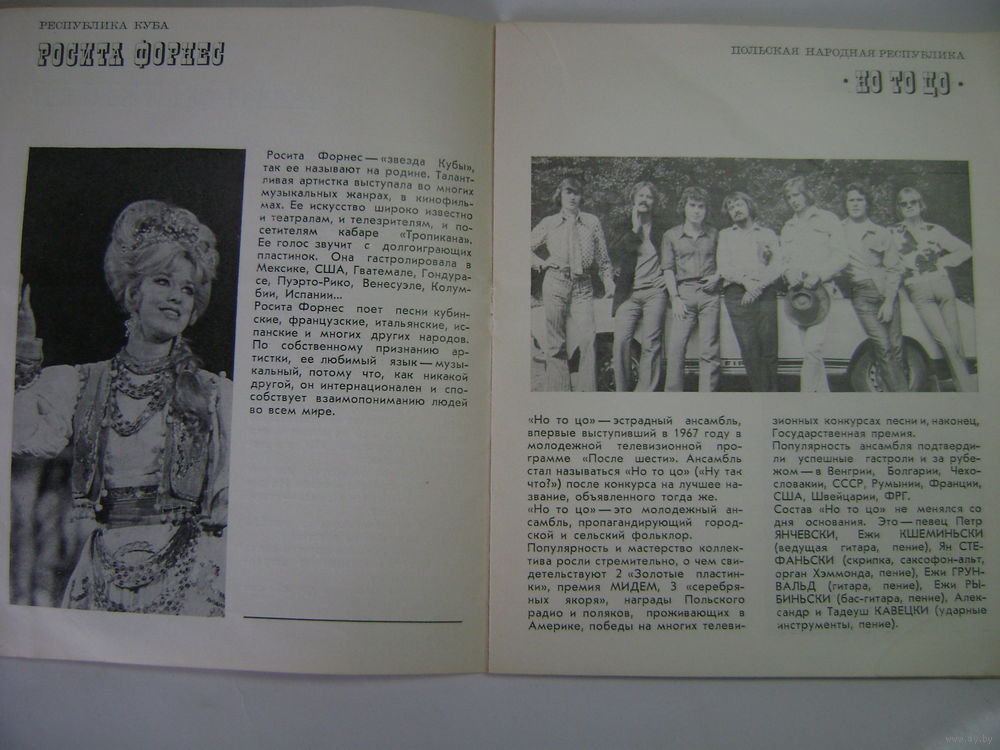 РЕСПУБЛИКА КУБА
РОСИТА ФОРНЕС
Росита Форнес — «звезда Кубы»,
так ее называют на родине. Талант-
ливая артистка выступала во многих
музыкальных жанрах, в кинофиль-
мах. Ее искусство широко известно
и театралам, и телезрителям, и по-
сетителям кабаре «Тропикана».
Ее голос звучит с долгоиграющих
пластинок. Она гастролировала в
Мексике, США, Гватемале, Гондура-
се, Пуэрто-Рико, Венесуэле, Колум-
бии, Испании...
Росита Форнес поет песни кубин-
ские, французские, итальянские, ис-
панские и многих других народов.
По собственному признанию ар-
тистки, ее любимый язык — музы-
кальный, потому что, как никакой
другой, он интернационален и спо-
собствует взаимопониманию людей
во всем мире.
ПОЛЬСКАЯ НАРОДНАЯ РЕСПУБЛИКА
· НО ТО ЦО ·
«Но то цо» — эстрадный ансамбль,
впервые выступивший в 1967 году в
молодежной телевизионной про-
грамме «После шести». Ансамбль
стал называться «Но то цо» («Ну так
что?») после конкурса на лучшее на-
звание, объявленного тогда же.
«Но то цо» — это молодежный ан-
самбль, пропагандирующий город-
ской и сельский фольклор.
Популярность и мастерство коллек-
тива росли стремительно, о чем сви-
детельствуют 2 «Золотые пластин-
ки», премия МИДЕМ, 3 «серебря-
ных якоря», награды Польского
радио и поляков, проживающих в
Америке, победы на многих телеви-
зионных конкурсах песни и, наконец,
Государственная премия.
Популярность ансамбля подтверди-
ли успешные гастроли и за рубе-
жом — в Венгрии, Болгарии, Чехо-
словакии, СССР, Румынии, Франции,
США, Швейцарии, ФРГ.
Состав «Но то цо» не менялся со
дня основания. Это — певец Петр
ЯНЧЕВСКИ, Ежи КШЕМИНЬСКИ
(ведущая гитара, пение), Ян СТЕ-
ФАНЬСКИ (скрипка, саксофон-альт,
орган Хэммонда, пение), Ежи ГРУН-
ВАЛЬД (гитара, пение), Ежи РЫ-
БИНЬСКИ (бас-гитара, пение), Алек-
сандр и Тадеуш КАВЕЦКИ (ударные
инструменты, пение).
www.ay.by